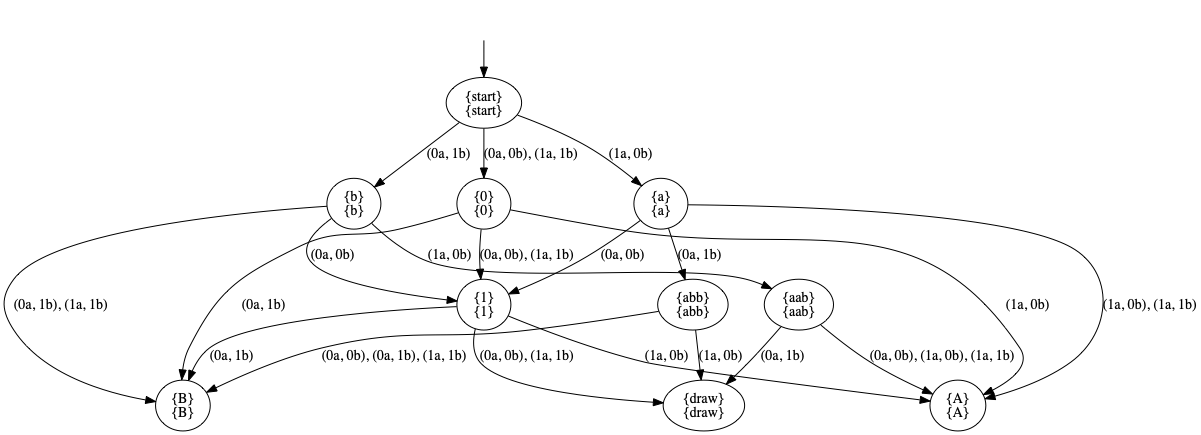 {start}
{start}
(0a, 1b)
(0a, 0b), (1a, 1b)
(1a, 0b)
{b}
{b}
{0}
{0}
{a}
{a}
(0a, 0b)
(1a, 0b)
(0a, 0b), (1a, 1b)
(0a, 0b)
(0a, 1b)
(0a, 1b), (1a, 1b)
(0a, 1b)
{1}
{1}
{abb}
{abb}
{aab}
{aab}
(1a, 0b)
(1a, 0b), (1a, 1b)
(0a, 1b)
(0a, 0b), (0a, 1b), (1a, 1b)
(0a, 0b), (1a, 1b)
(1a, 0b)
(1a, 0b)
(0a, 1b)
(0a, 0b), (1a, 0b), (1a, 1b)
{B}
{B}
{draw}
{draw}
{A}
{A}